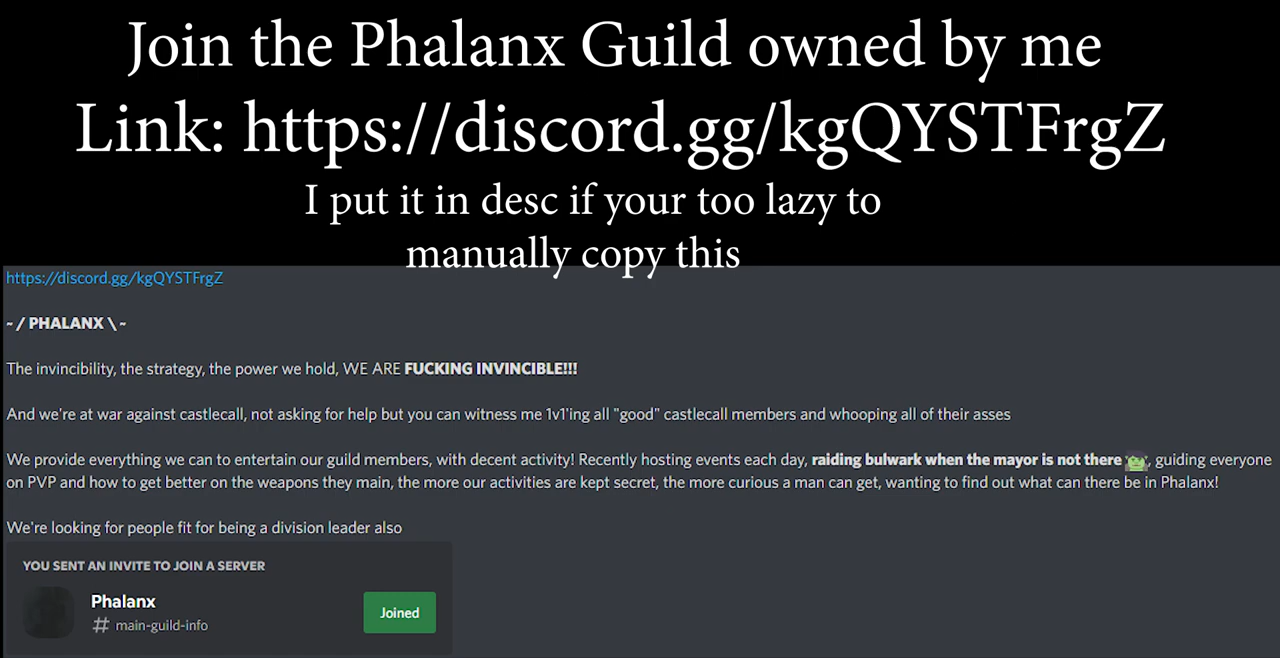 Join the Phalanx Guild owned by me
Link: https://discord.gg/kgQYSTFrgZ
I put it in desc if your too lazy to
manually copy this
https://discord.gg/kgQYSTFrgZ
~ / PHALANX \ ~
The invincibility, the strategy, the power we hold, WE ARE FUCKING INVINCIBLE!!!
And we're at war against castlecall, not asking for help but you can witness me 1v1'ing all "good" castlecall members and whooping all of their asses
We provide everything we can to entertain our guild members, with decent activity! Recently hosting events each day, raiding bulwark when the mayor is not there , guiding everyone
on PVP and how to get better on the weapons they main, the more our activities are kept secret, the more curious a man can get, wanting to find out what can there be in Phalanx!
We're looking for people fit for being a division leader also
YOU SENT AN INVITE TO JOIN A SERVER
Phalanx
# main-guild-info
Joined